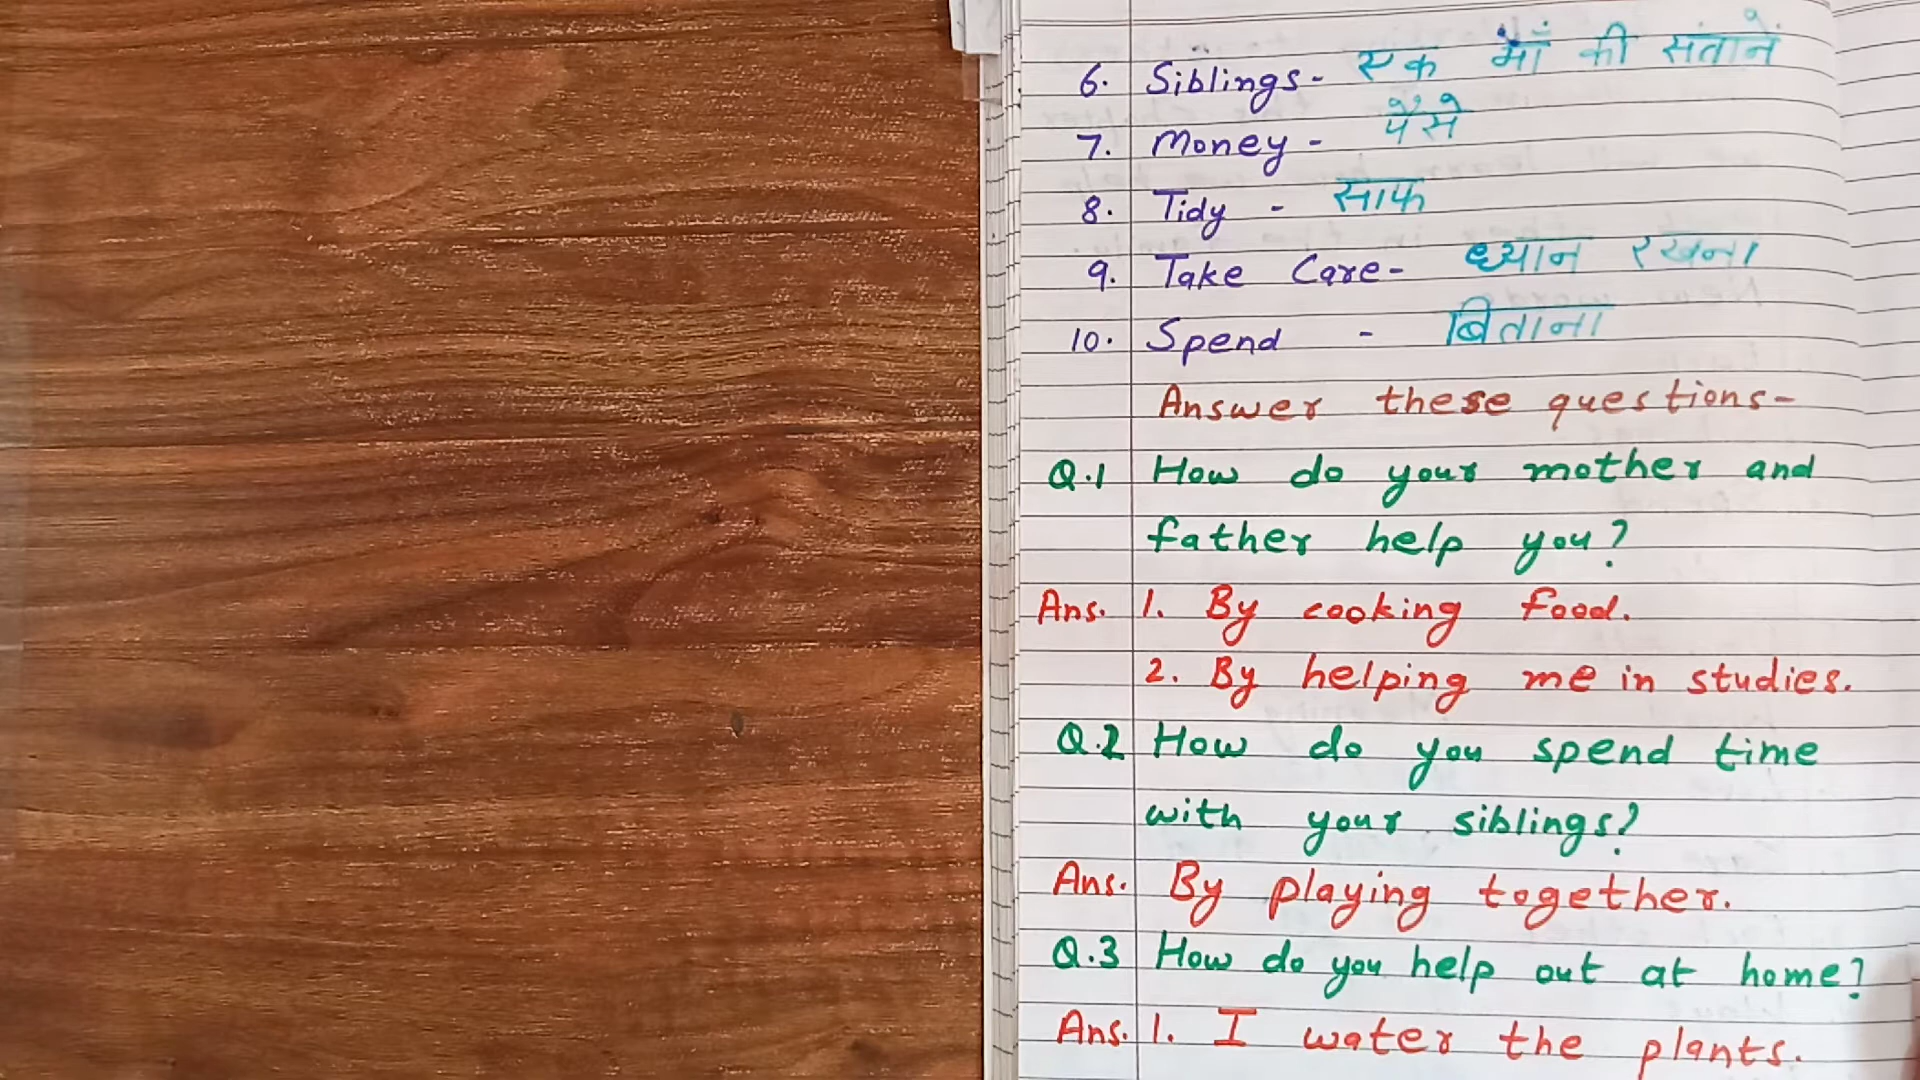 6. Siblings- एक माँ की संतानें
7. Money - पैसे
8. Tidy - साफ
9. Take Care- ध्यान रखना
10. Spend - बिताना
Answer these questions-
Q.1 How do your mother and
father help you?
Ans. 1. By cooking food.
2. By helping me in studies.
Q.2 How do you spend time
with your siblings?
Ans. By playing together.
Q.3 How do you help out at home?
Ans. 1. I water the plants.